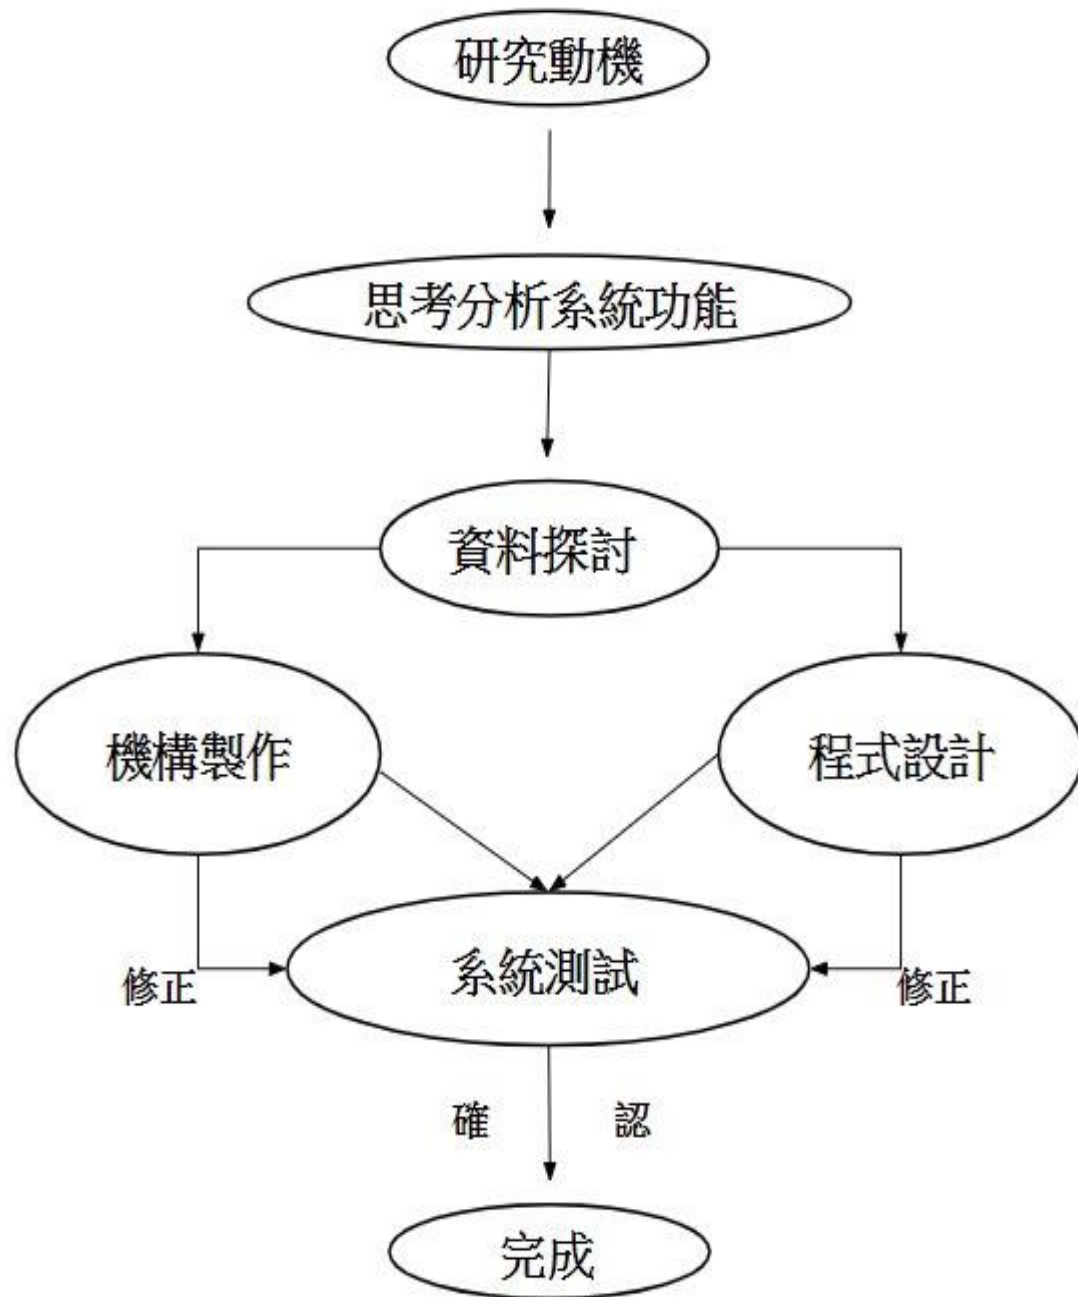 研究動機
思考分析系統功能
資料探討
機構製作
程式設計
系統測試
修正
修正
確 認
完成